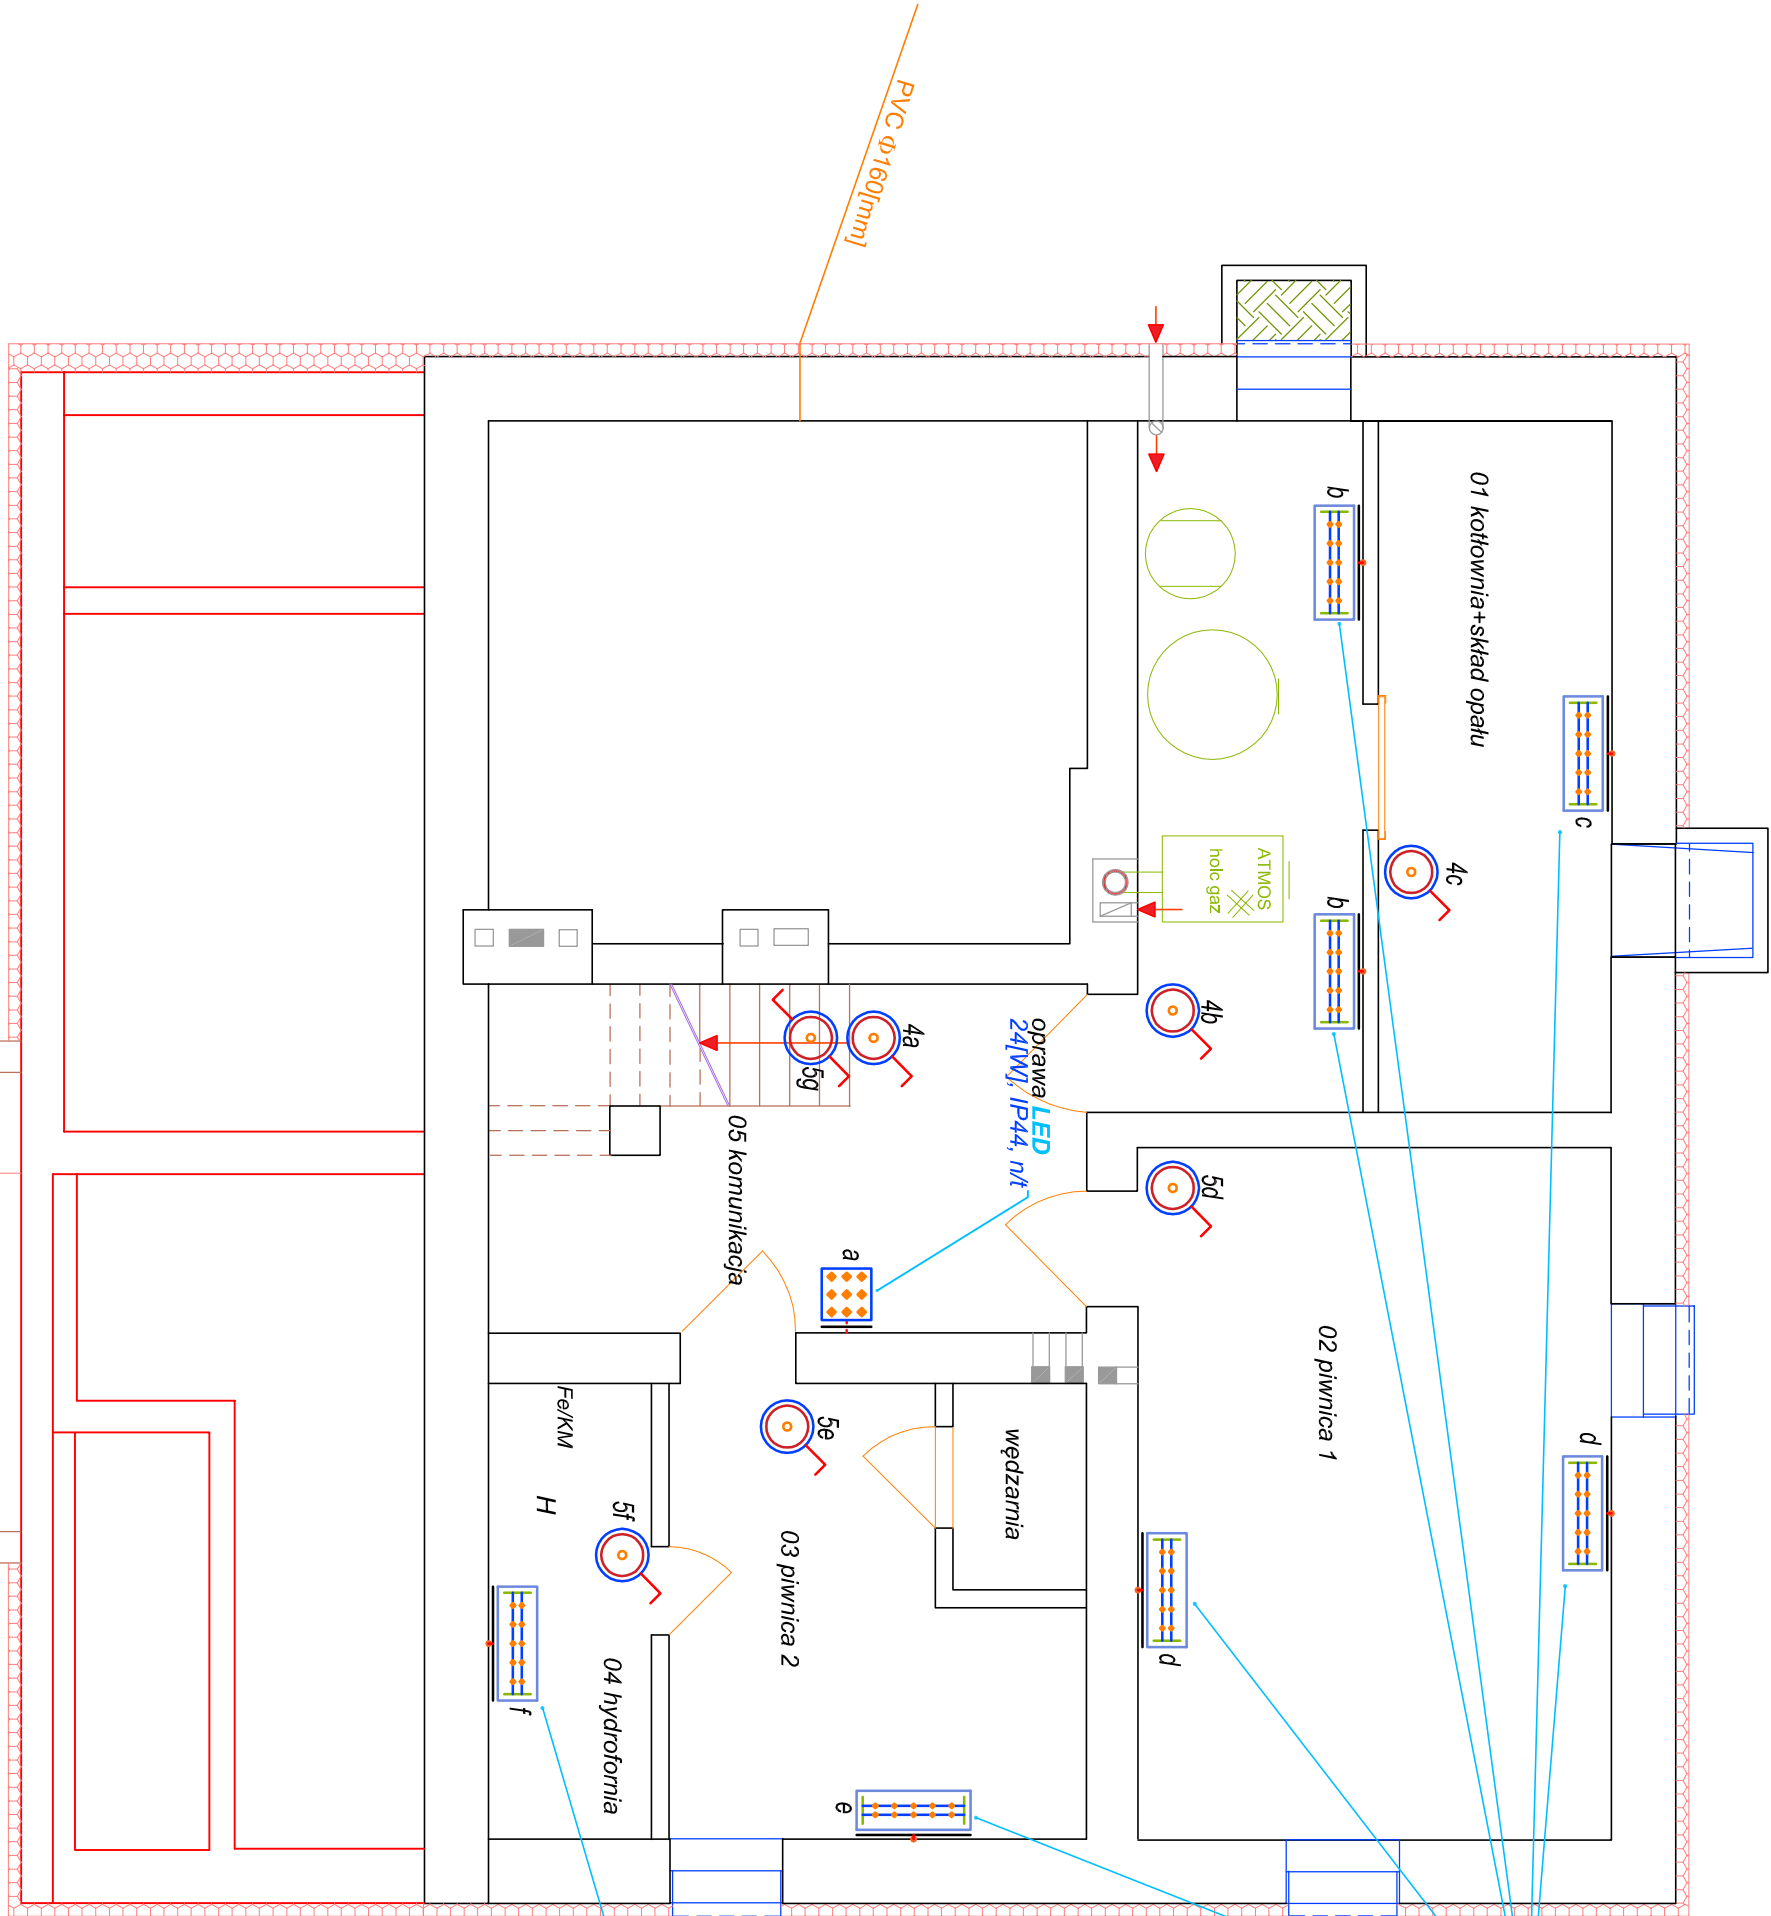 PVC Φ160[mm]
01 kotłownia+skład opału
b
c
4c
ATMOS
holc gaz
b
4b
4a
5g
oprawa LED
24[W], IP44, n/t
05 komunikacja
a
5d
02 piwnica 1
d
d
Fe/KM
H
5e
wędzarnia
5f
03 piwnica 2
04 hydrofornia
f
e